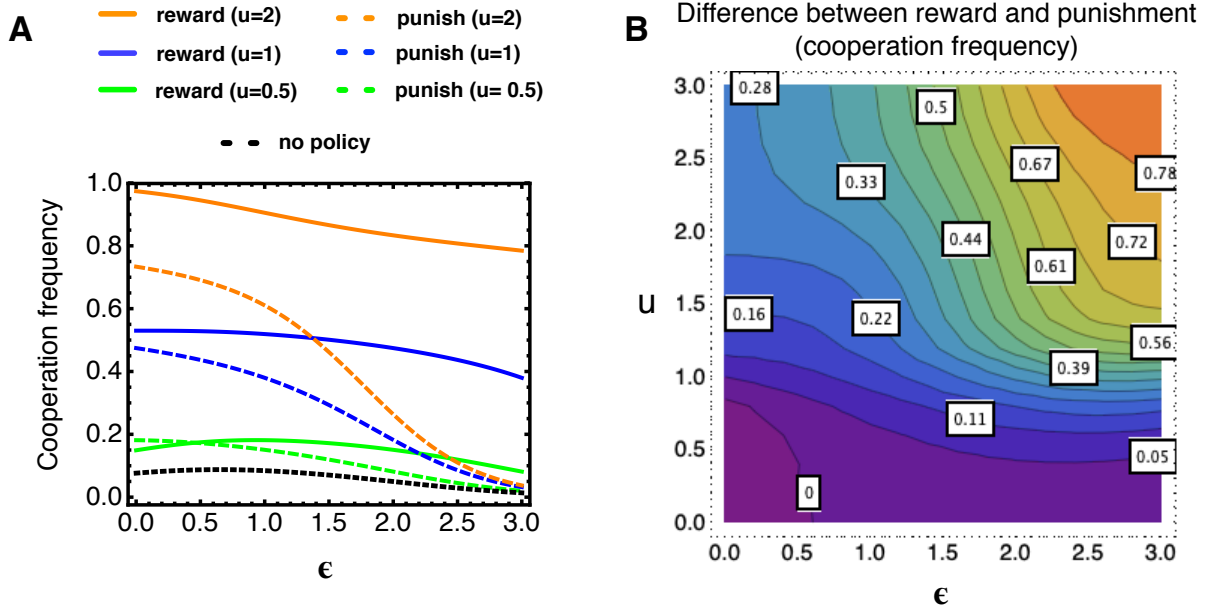 A
reward (u=2)
punish (u=2)
reward (u=1)
punish (u=1)
reward (u=0.5)
punish (u= 0.5)
no policy
Cooperation frequency
1.0
0.8
0.6
0.4
0.2
0.0
0.0 0.5 1.0 1.5 2.0 2.5 3.0
ϵ
B
Difference between reward and punishment
(cooperation frequency)
u
3.0
2.5
2.0
1.5
1.0
0.5
0.0
0.28
0.5
0.67
0.78
0.33
0.44
0.72
0.61
0.16
0.22
0.56
0.39
0.11
0.05
0
0.0 0.5 1.0 1.5 2.0 2.5 3.0
ϵ